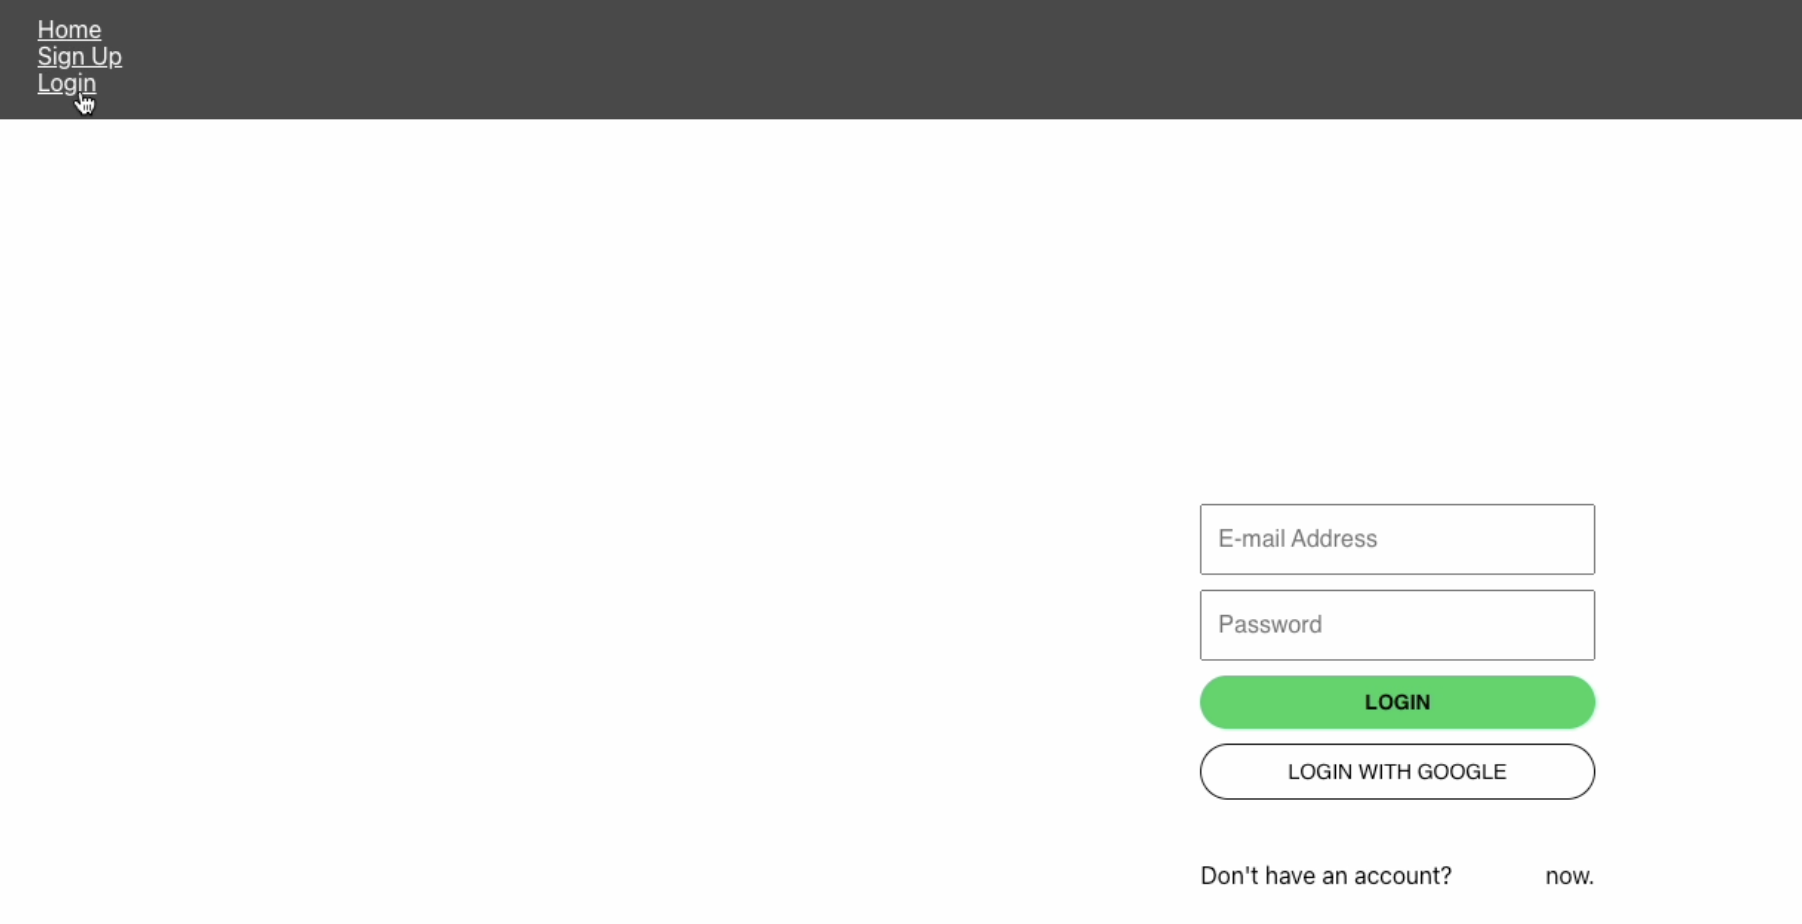 Home
Sign Up
Login
E-mail Address
Password
LOGIN
LOGIN WITH GOOGLE
Don't have an account? now.